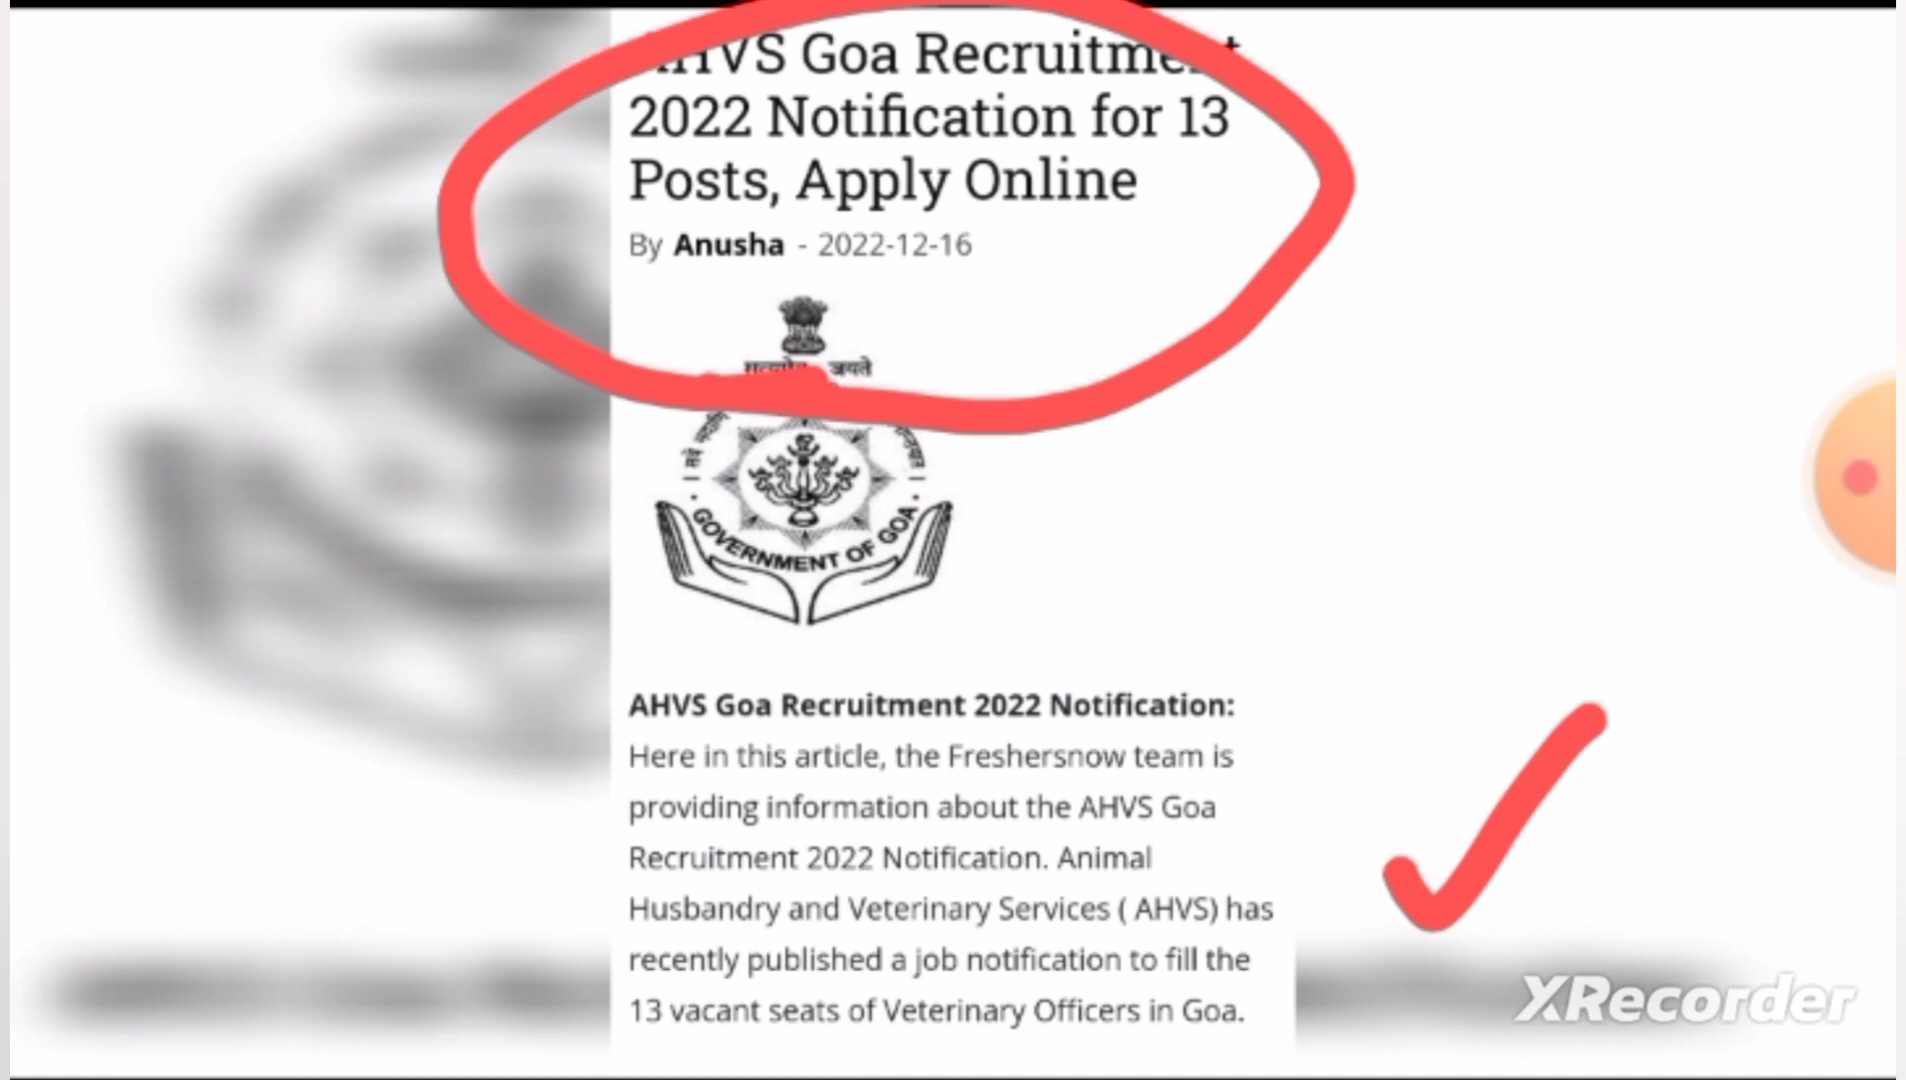 AHVS Goa Recruitment
2022 Notification for 13
Posts, Apply Online
By Anusha - 2022-12-16
जयते
GOVERNMENT OF GOA
AHVS Goa Recruitment 2022 Notification:
Here in this article, the Freshersnow team is
providing information about the AHVS Goa
Recruitment 2022 Notification. Animal
Husbandry and Veterinary Services ( AHVS) has
recently published a job notification to fill the
13 vacant seats of Veterinary Officers in Goa.
XRecorder